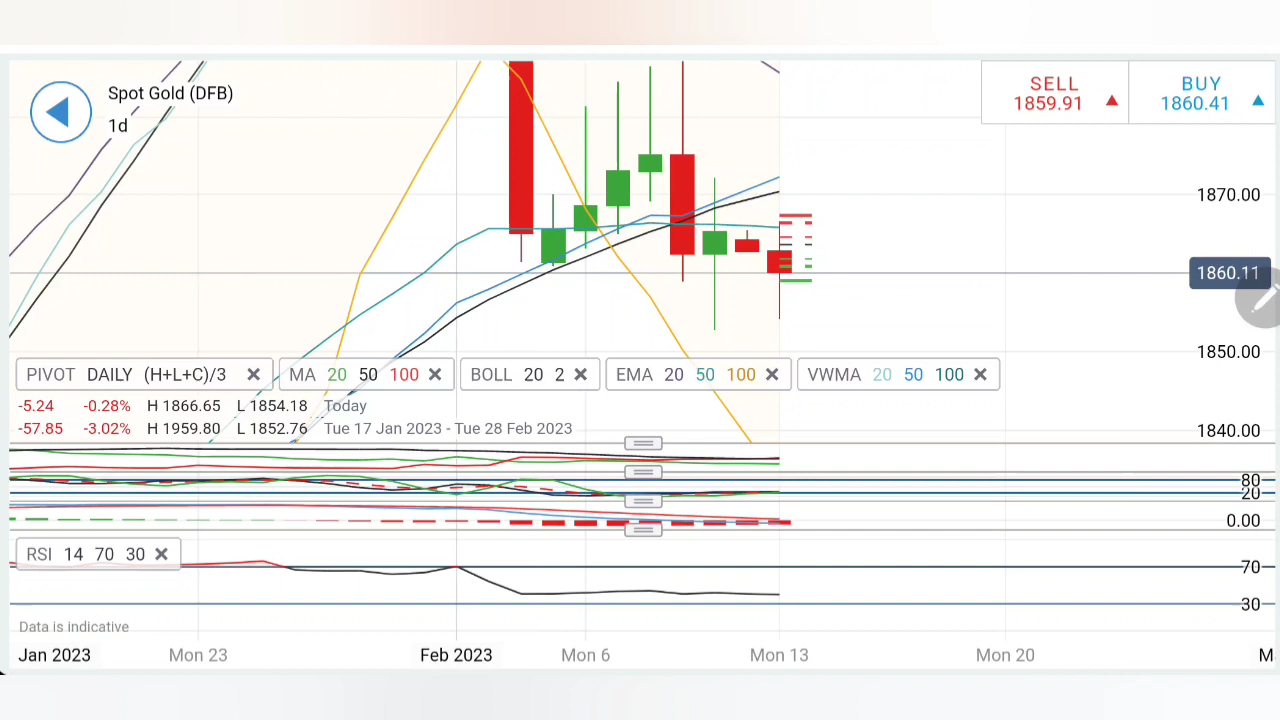 Spot Gold (DFB)
1d
SELL
1859.91
BUY
1860.41
1870.00
1860.11
1850.00
PIVOT DAILY (H+L+C)/3
MA 20 50 100
BOLL 20 2
EMA 20 50 100
VWMA 20 50 100
-5.24 -0.28% H 1866.65 L 1854.18 Today
-57.85 -3.02% H 1959.80 L 1852.76 Tue 17 Jan 2023 - Tue 28 Feb 2023
1840.00
80
20
0.00
RSI 14 70 30
70
30
Data is indicative
Jan 2023 Mon 23 Feb 2023 Mon 6 Mon 13 Mon 20 M